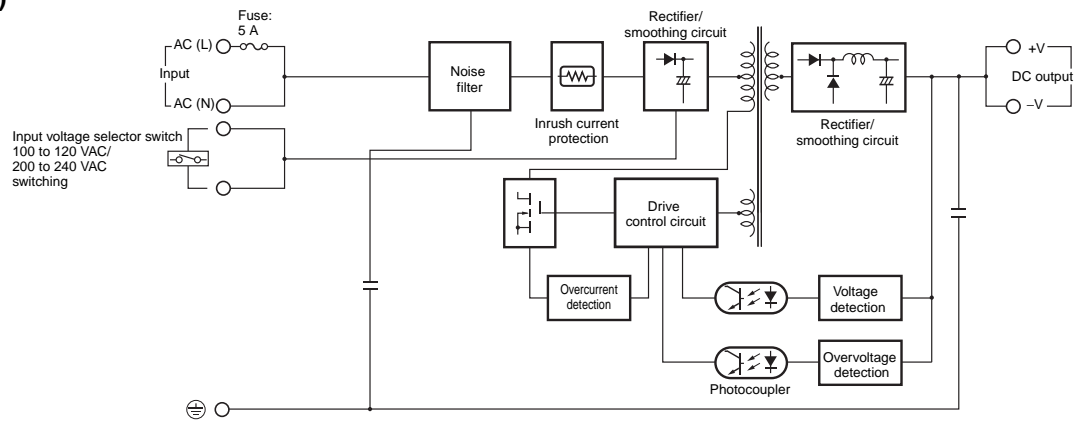 )
Fuse:
5 A
AC (L)
Input
AC (N)
Input voltage selector switch
100 to 120 VAC/
200 to 240 VAC
switching
Noise
filter
Inrush current
protection
Rectifier/
smoothing circuit
Rectifier/
smoothing circuit
+V
DC output
−V
Drive
control circuit
Overcurrent
detection
Voltage
detection
Overvoltage
detection
Photocoupler